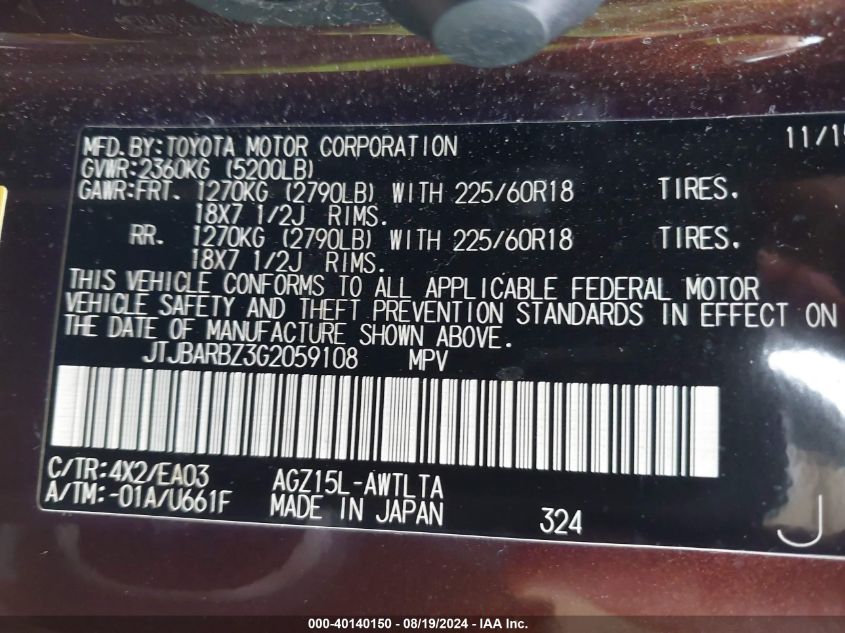 MFD.BY:TOYOTA MOTOR CORPORATION 11/15
GVWR:2360KG (5200LB)
GAWR:FRT. 1270KG (2790LB) WITH 225/60R18 TIRES.
18X7 1/2J RIMS.
RR. 1270KG (2790LB) WITH 225/60R18 TIRES.
18X7 1/2J RIMS.
THIS VEHICLE CONFORMS TO ALL APPLICABLE FEDERAL MOTOR
VEHICLE SAFETY AND THEFT PREVENTION STANDARDS IN EFFECT ON
THE DATE OF MANUFACTURE SHOWN ABOVE.
JTJBARBZ3G2059108 MPV
C/TR:4X2/EA03 AGZ15L-AWTLTA
A/TM:-01A/U661F MADE IN JAPAN 324 J
000-40140150 - 08/19/2024 - IAA Inc.